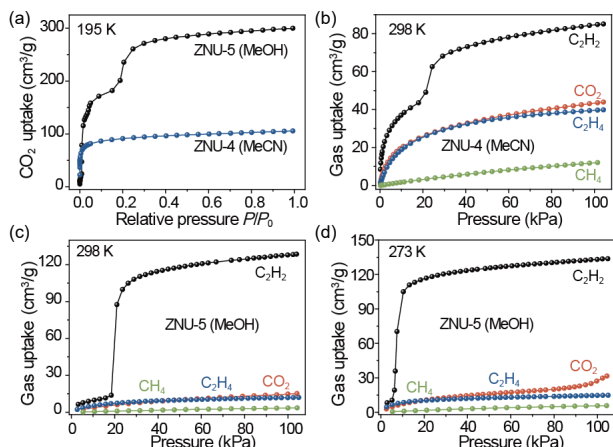 (a) 195 K
ZNU-5 (MeOH)
ZNU-4 (MeCN)
CO₂ uptake (cm³/g)
300
200
100
0
0.0 0.2 0.4 0.6 0.8 1.0
Relative pressure P/P₀
(b) 298 K
C₂H₂
CO₂
C₂H₄
ZNU-4 (MeCN)
CH₄
Gas uptake (cm³/g)
80
60
40
20
0
0 20 40 60 80 100
Pressure (kPa)
(c) 298 K
C₂H₂
ZNU-5 (MeOH)
CH₄ C₂H₄ CO₂
Gas uptake (cm³/g)
120
90
60
30
0
0 20 40 60 80 100
Pressure (kPa)
(d) 273 K
C₂H₂
ZNU-5 (MeOH)
CH₄ C₂H₄ CO₂
Gas uptake (cm³/g)
150
120
90
60
30
0
0 20 40 60 80 100
Pressure (kPa)